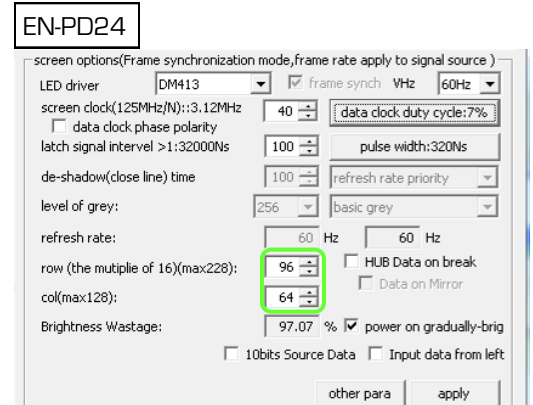 EN-PD24
screen options(Frame synchronization mode,frame rate apply to signal source )
LED driver DM413 frame synch VHz 60Hz
screen clock(125MHz/N)::3.12MHz 40 data clock duty cycle:7%
data clock phase polarity
latch signal intervel >1:32000Ns 100 pulse width:320Ns
de-shadow(close line) time 100 refresh rate priority
level of grey: 256 basic grey
refresh rate: 60 Hz 60 Hz
row (the mutiplie of 16)(max228): 96 HUB Data on break
Data on Mirror
col(max128): 64
Brightness Wastage: 97.07 % power on gradually-brig
10bits Source Data Input data from left
other para apply